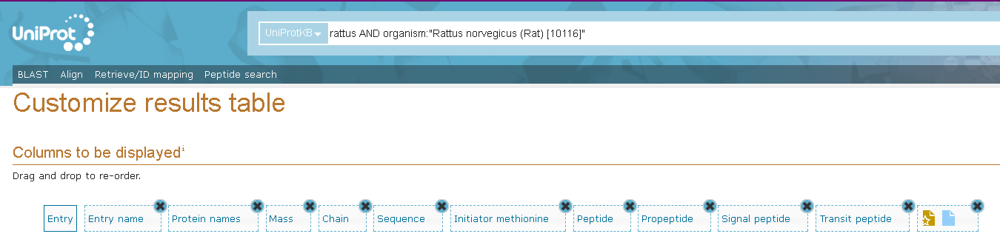 UniProt
UniProtKB
rattus AND organism:"Rattus norvegicus (Rat) [10116]"
BLAST Align Retrieve/ID mapping Peptide search
Customize results table
Columns to be displayedi
Drag and drop to re-order.
Entry Entry name Protein names Mass Chain Sequence Initiator methionine Peptide Propeptide Signal peptide Transit peptide